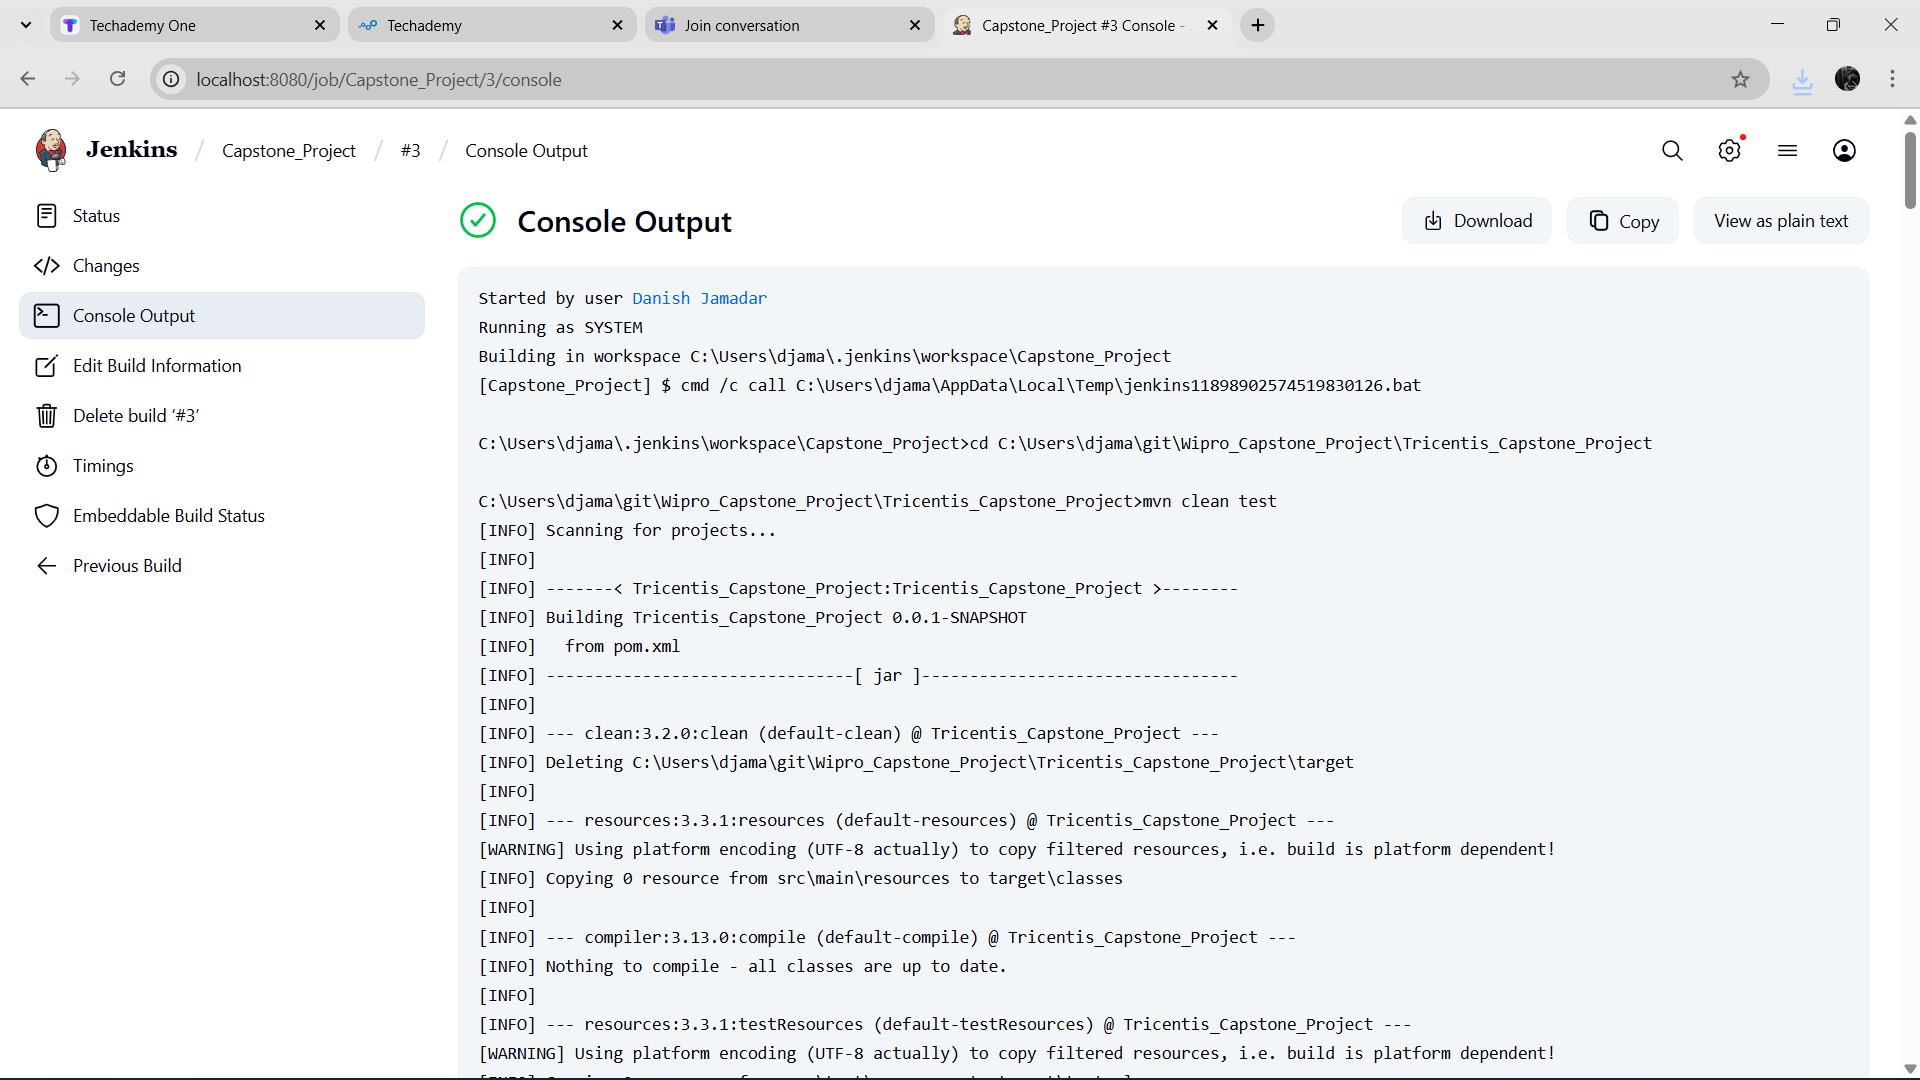 Techademy One
Techademy
Join conversation
Capstone_Project #3 Console -
localhost:8080/job/Capstone_Project/3/console
Jenkins / Capstone_Project / #3 / Console Output
Status
Changes
Console Output
Edit Build Information
Delete build ‘#3’
Timings
Embeddable Build Status
Previous Build
Console Output
Download
Copy
View as plain text
Started by user Danish Jamadar
Running as SYSTEM
Building in workspace C:\Users\djama\.jenkins\workspace\Capstone_Project
[Capstone_Project] $ cmd /c call C:\Users\djama\AppData\Local\Temp\jenkins11898902574519830126.bat
C:\Users\djama\.jenkins\workspace\Capstone_Project>cd C:\Users\djama\git\Wipro_Capstone_Project\Tricentis_Capstone_Project
C:\Users\djama\git\Wipro_Capstone_Project\Tricentis_Capstone_Project>mvn clean test
[INFO] Scanning for projects...
[INFO]
[INFO] -------< Tricentis_Capstone_Project:Tricentis_Capstone_Project >--------
[INFO] Building Tricentis_Capstone_Project 0.0.1-SNAPSHOT
[INFO]   from pom.xml
[INFO] --------------------------------[ jar ]---------------------------------
[INFO]
[INFO] --- clean:3.2.0:clean (default-clean) @ Tricentis_Capstone_Project ---
[INFO] Deleting C:\Users\djama\git\Wipro_Capstone_Project\Tricentis_Capstone_Project\target
[INFO]
[INFO] --- resources:3.3.1:resources (default-resources) @ Tricentis_Capstone_Project ---
[WARNING] Using platform encoding (UTF-8 actually) to copy filtered resources, i.e. build is platform dependent!
[INFO] Copying 0 resource from src\main\resources to target\classes
[INFO]
[INFO] --- compiler:3.13.0:compile (default-compile) @ Tricentis_Capstone_Project ---
[INFO] Nothing to compile - all classes are up to date.
[INFO]
[INFO] --- resources:3.3.1:testResources (default-testResources) @ Tricentis_Capstone_Project ---
[WARNING] Using platform encoding (UTF-8 actually) to copy filtered resources, i.e. build is platform dependent!